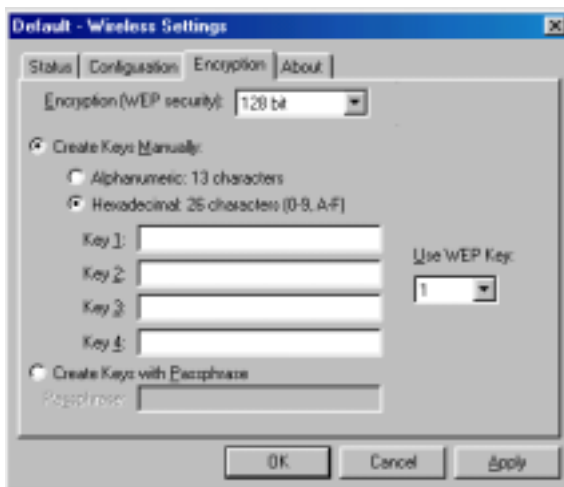 Default - Wireless Settings
Status Configuration Encryption About
Encryption (WEP security): 128 bit
Create Keys Manually:
Alphanumeric: 13 characters
Hexadecimal: 26 characters (0-9, A-F)
Key 1:
Key 2:
Key 3:
Key 4:
Use WEP Key:
1
Create Keys with Passphrase
Passphrase:
OK Cancel Apply